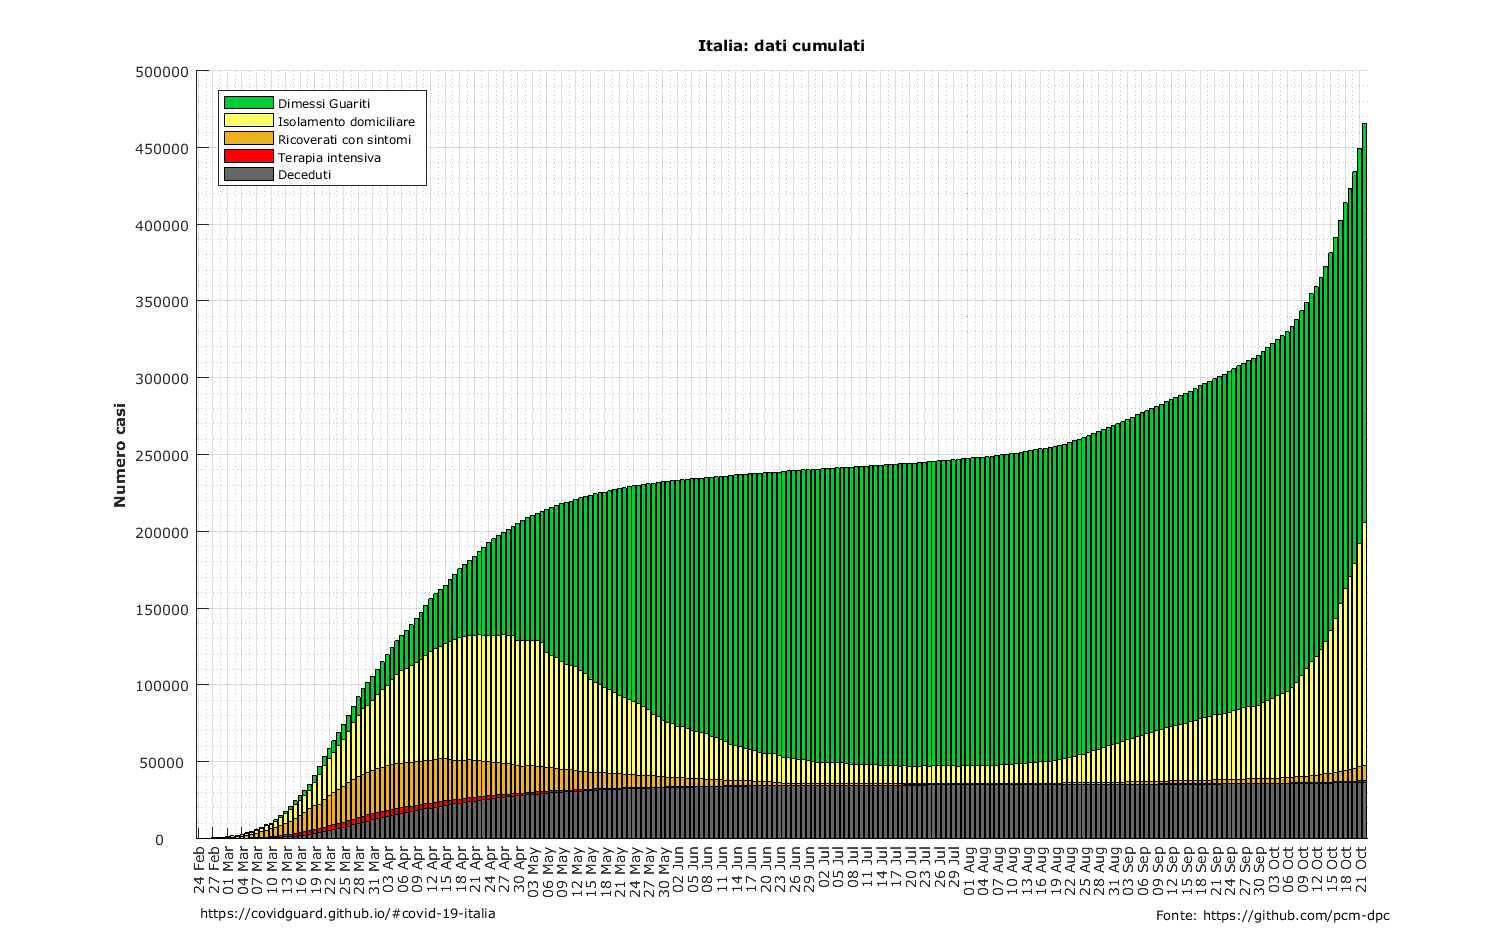 Italia: dati cumulati
500000
450000
400000
350000
300000
250000
200000
150000
100000
50000
0
Numero casi
Dimessi Guariti
Isolamento domiciliare
Ricoverati con sintomi
Terapia intensiva
Deceduti
24 Feb
27 Feb
01 Mar
04 Mar
07 Mar
10 Mar
13 Mar
16 Mar
19 Mar
22 Mar
25 Mar
28 Mar
31 Mar
03 Apr
06 Apr
09 Apr
12 Apr
15 Apr
18 Apr
21 Apr
24 Apr
27 Apr
30 Apr
03 May
06 May
09 May
12 May
15 May
18 May
21 May
24 May
27 May
30 May
02 Jun
05 Jun
08 Jun
11 Jun
14 Jun
17 Jun
20 Jun
23 Jun
26 Jun
29 Jun
02 Jul
05 Jul
08 Jul
11 Jul
14 Jul
17 Jul
20 Jul
23 Jul
26 Jul
29 Jul
01 Aug
04 Aug
07 Aug
10 Aug
13 Aug
16 Aug
19 Aug
22 Aug
25 Aug
28 Aug
31 Aug
03 Sep
06 Sep
09 Sep
12 Sep
15 Sep
18 Sep
21 Sep
24 Sep
27 Sep
30 Sep
03 Oct
06 Oct
09 Oct
12 Oct
15 Oct
18 Oct
21 Oct
https://covidguard.github.io/#covid-19-italia
Fonte: https://github.com/pcm-dpc